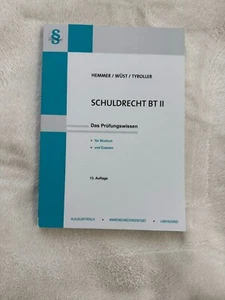 §
HEMMER / WÜST / TYROLLER
SCHULDRECHT BT II
Das Prüfungswissen
für Studium
und Examen
13. Auflage